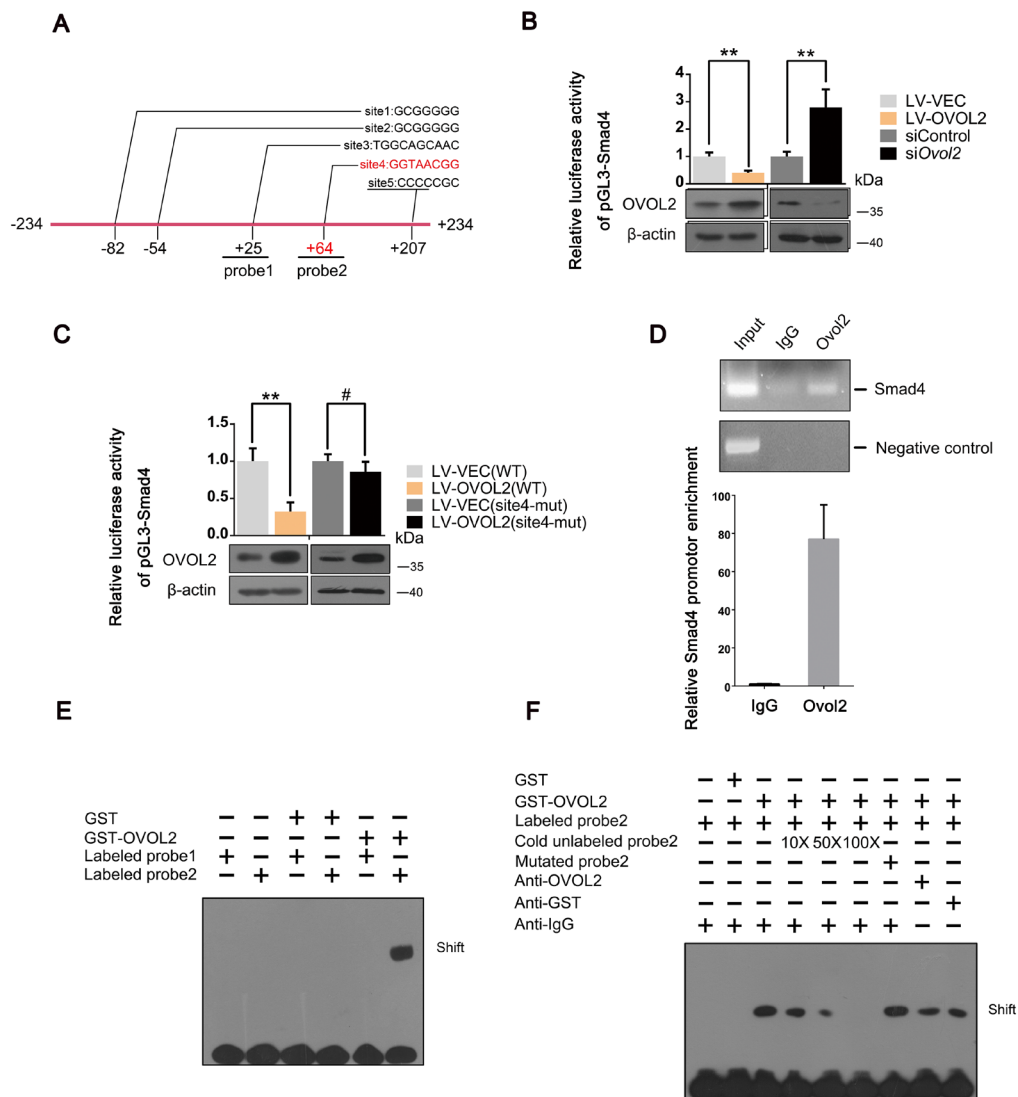 A
site1:GCGGGGG
site2:GCGGGGG
site3:TGGCAGCAAC
site4:GGTAACGG
site5:CCCCCGC
-234
+234
-82
-54
+25
+64
+207
probe1
probe2
B
Relative luciferase activity
of pGL3-Smad4
4
3
2
1
0
**
**
LV-VEC
LV-OVOL2
siControl
siOvol2
kDa
OVOL2
—35
β-actin
—40
C
Relative luciferase activity
of pGL3-Smad4
1.5
1.0
0.5
0.0
**
#
LV-VEC(WT)
LV-OVOL2(WT)
LV-VEC(site4-mut)
LV-OVOL2(site4-mut)
kDa
OVOL2
—35
β-actin
—40
D
Input
IgG
Ovol2
Smad4
Negative control
Relative Smad4 promotor enrichment
100
80
60
40
20
0
IgG
Ovol2
E
GST − − + + − −
GST-OVOL2 − − − − + +
Labeled probe1 + − + − + −
Labeled probe2 − + − + − +
Shift
F
GST − + − − − − − − −
GST-OVOL2 − − + + + + + + +
Labeled probe2 + + + + + + + + +
Cold unlabeled probe2 − − − 10X 50X 100X − − −
Mutated probe2 − − − − − − + − −
Anti-OVOL2 − − − − − − − + −
Anti-GST − − − − − − − − +
Anti-IgG + + + + + + + − −
Shift